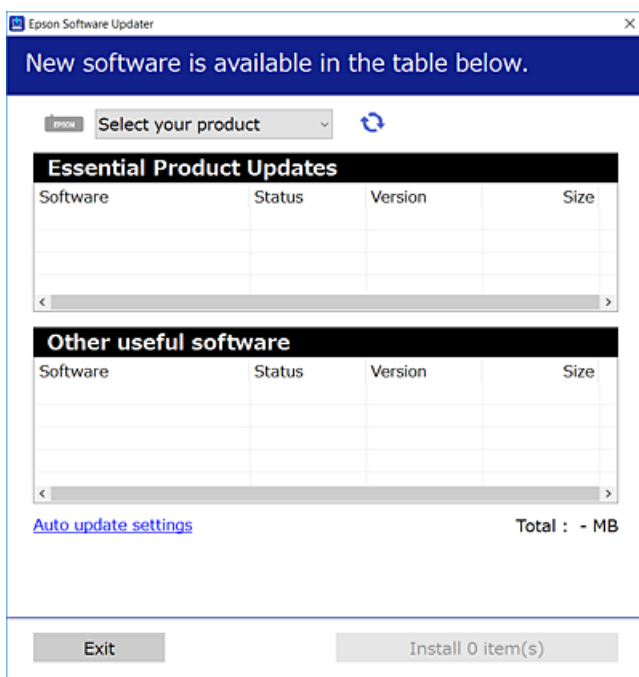 Epson Software Updater
New software is available in the table below.
EPSON Select your product
Essential Product Updates
Software Status Version Size
Other useful software
Software Status Version Size
Auto update settings Total : - MB
Exit Install 0 item(s)